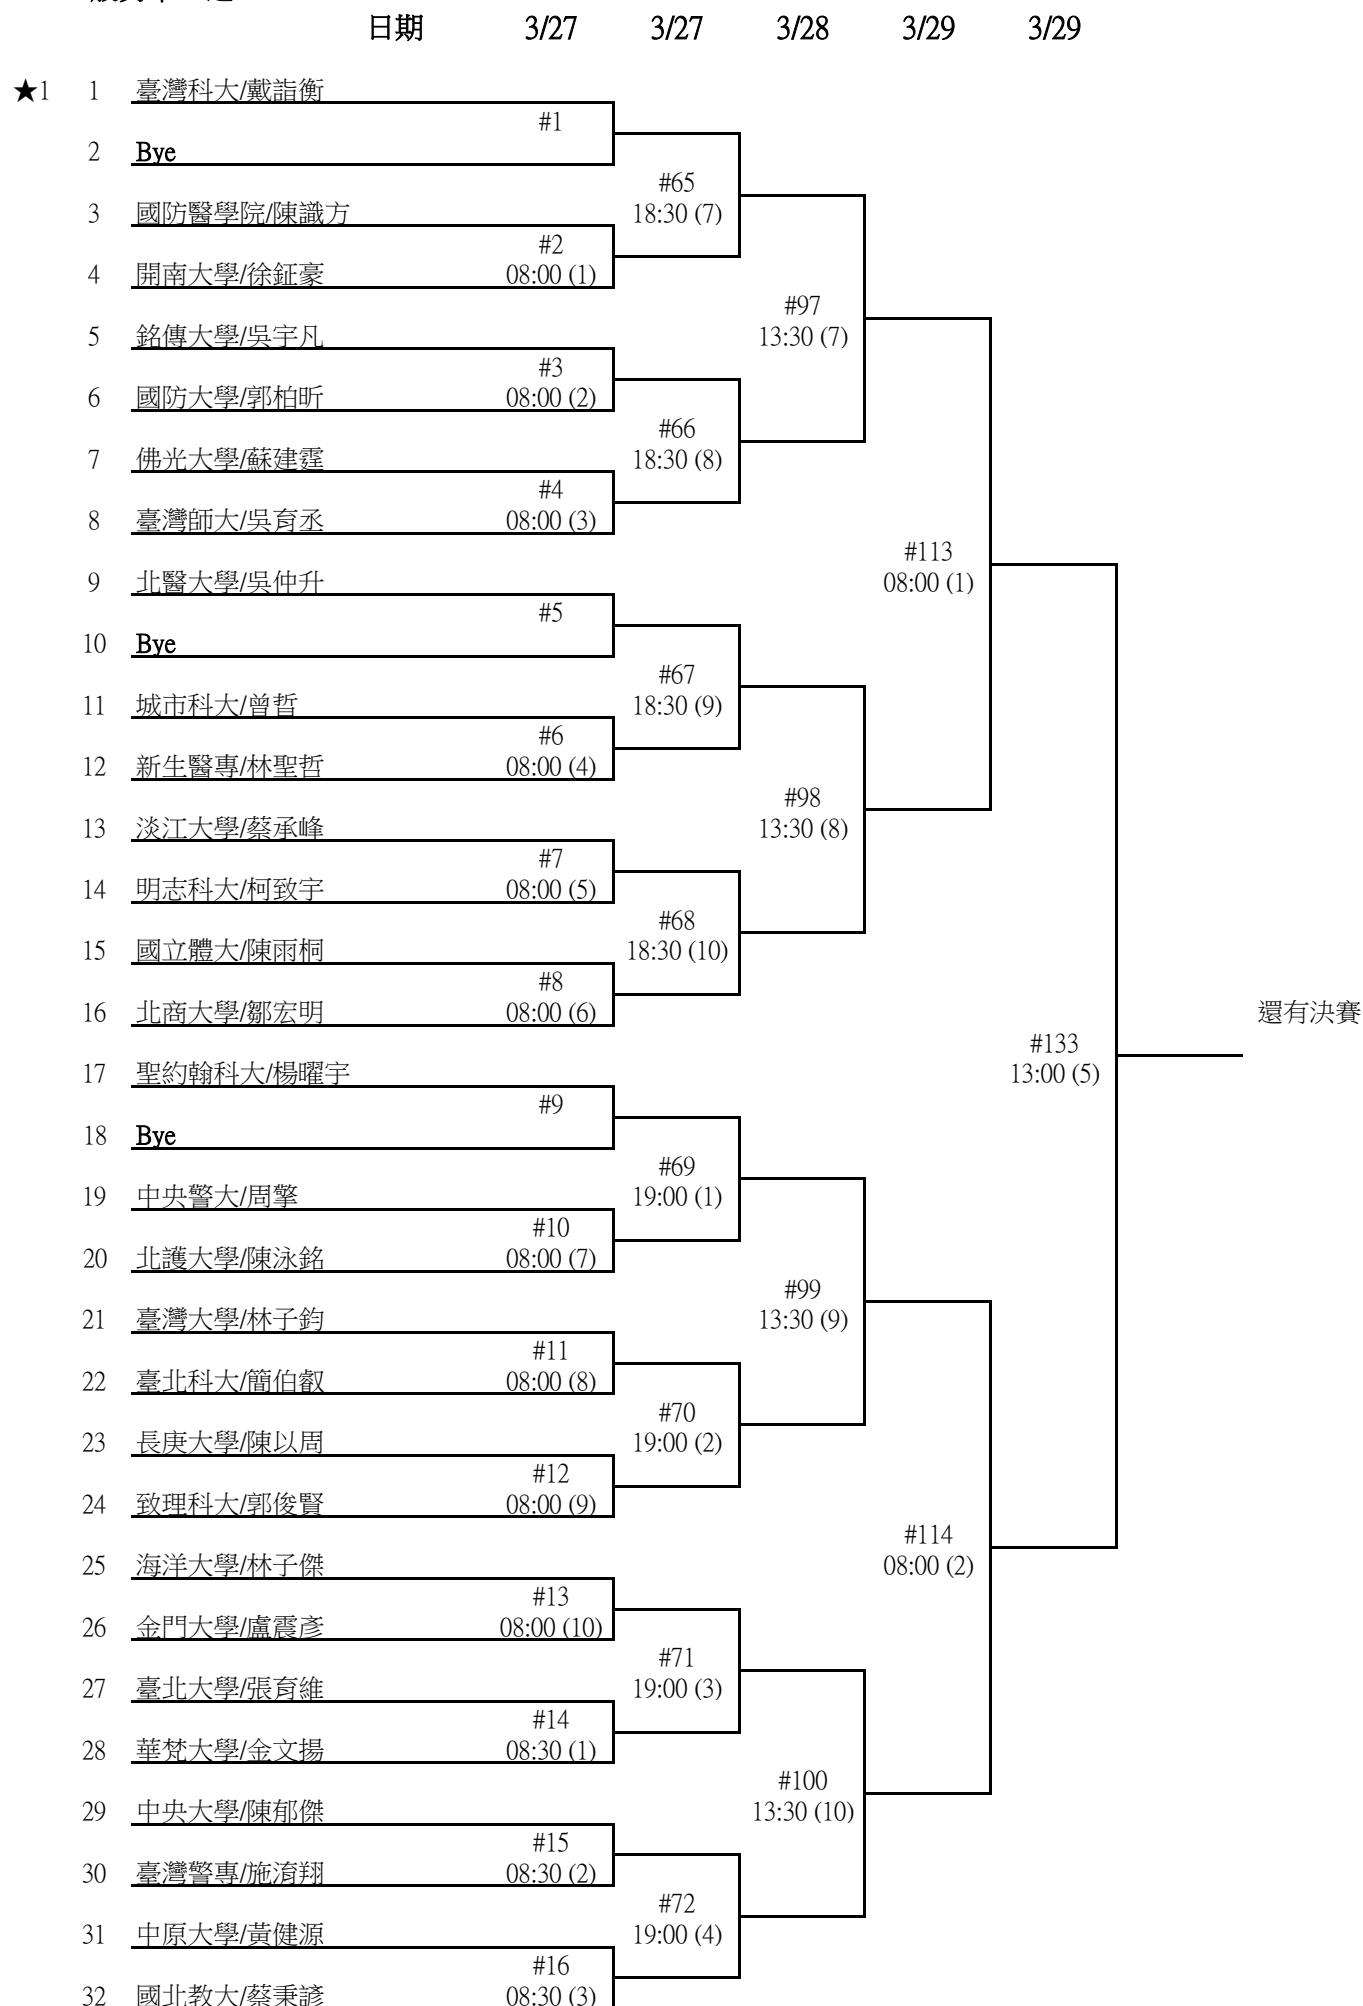 日期 3/27 3/27 3/28 3/29 3/29
★1 1 臺灣科大/戴詣衡
#1
2 Bye
#65
3 國防醫學院/陳識方 18:30 (7)
#2
4 開南大學/徐鉦豪 08:00 (1)
#97
5 銘傳大學/吳宇凡 13:30 (7)
#3
6 國防大學/郭柏昕 08:00 (2)
#66
7 佛光大學/蘇建霆 18:30 (8)
#4
8 臺灣師大/吳育丞 08:00 (3)
#113
9 北醫大學/吳仲升 08:00 (1)
#5
10 Bye
#67
11 城市科大/曾晢 18:30 (9)
#6
12 新生醫專/林聖哲 08:00 (4)
#98
13 淡江大學/蔡承峰 13:30 (8)
#7
14 明志科大/柯致宇 08:00 (5)
#68
15 國立體大/陳雨桐 18:30 (10)
#8
16 北商大學/鄒宏明 08:00 (6) 還有決賽
#133
17 聖約翰科大/楊曜宇 13:00 (5)
#9
18 Bye
#69
19 中央警大/周擎 19:00 (1)
#10
20 北護大學/陳泳銘 08:00 (7)
#99
21 臺灣大學/林子鈞 13:30 (9)
#11
22 臺北科大/簡伯叡 08:00 (8)
#70
23 長庚大學/陳以周 19:00 (2)
#12
24 致理科大/郭俊賢 08:00 (9)
#114
25 海洋大學/林子傑 08:00 (2)
#13
26 金門大學/盧震彥 08:00 (10)
#71
27 臺北大學/張育維 19:00 (3)
#14
28 華梵大學/金文揚 08:30 (1)
#100
29 中央大學/陳郁傑 13:30 (10)
#15
30 臺灣警專/施淯翔 08:30 (2)
#72
31 中原大學/黃健源 19:00 (4)
#16
32 國北教大/蔡秉諺 08:30 (3)